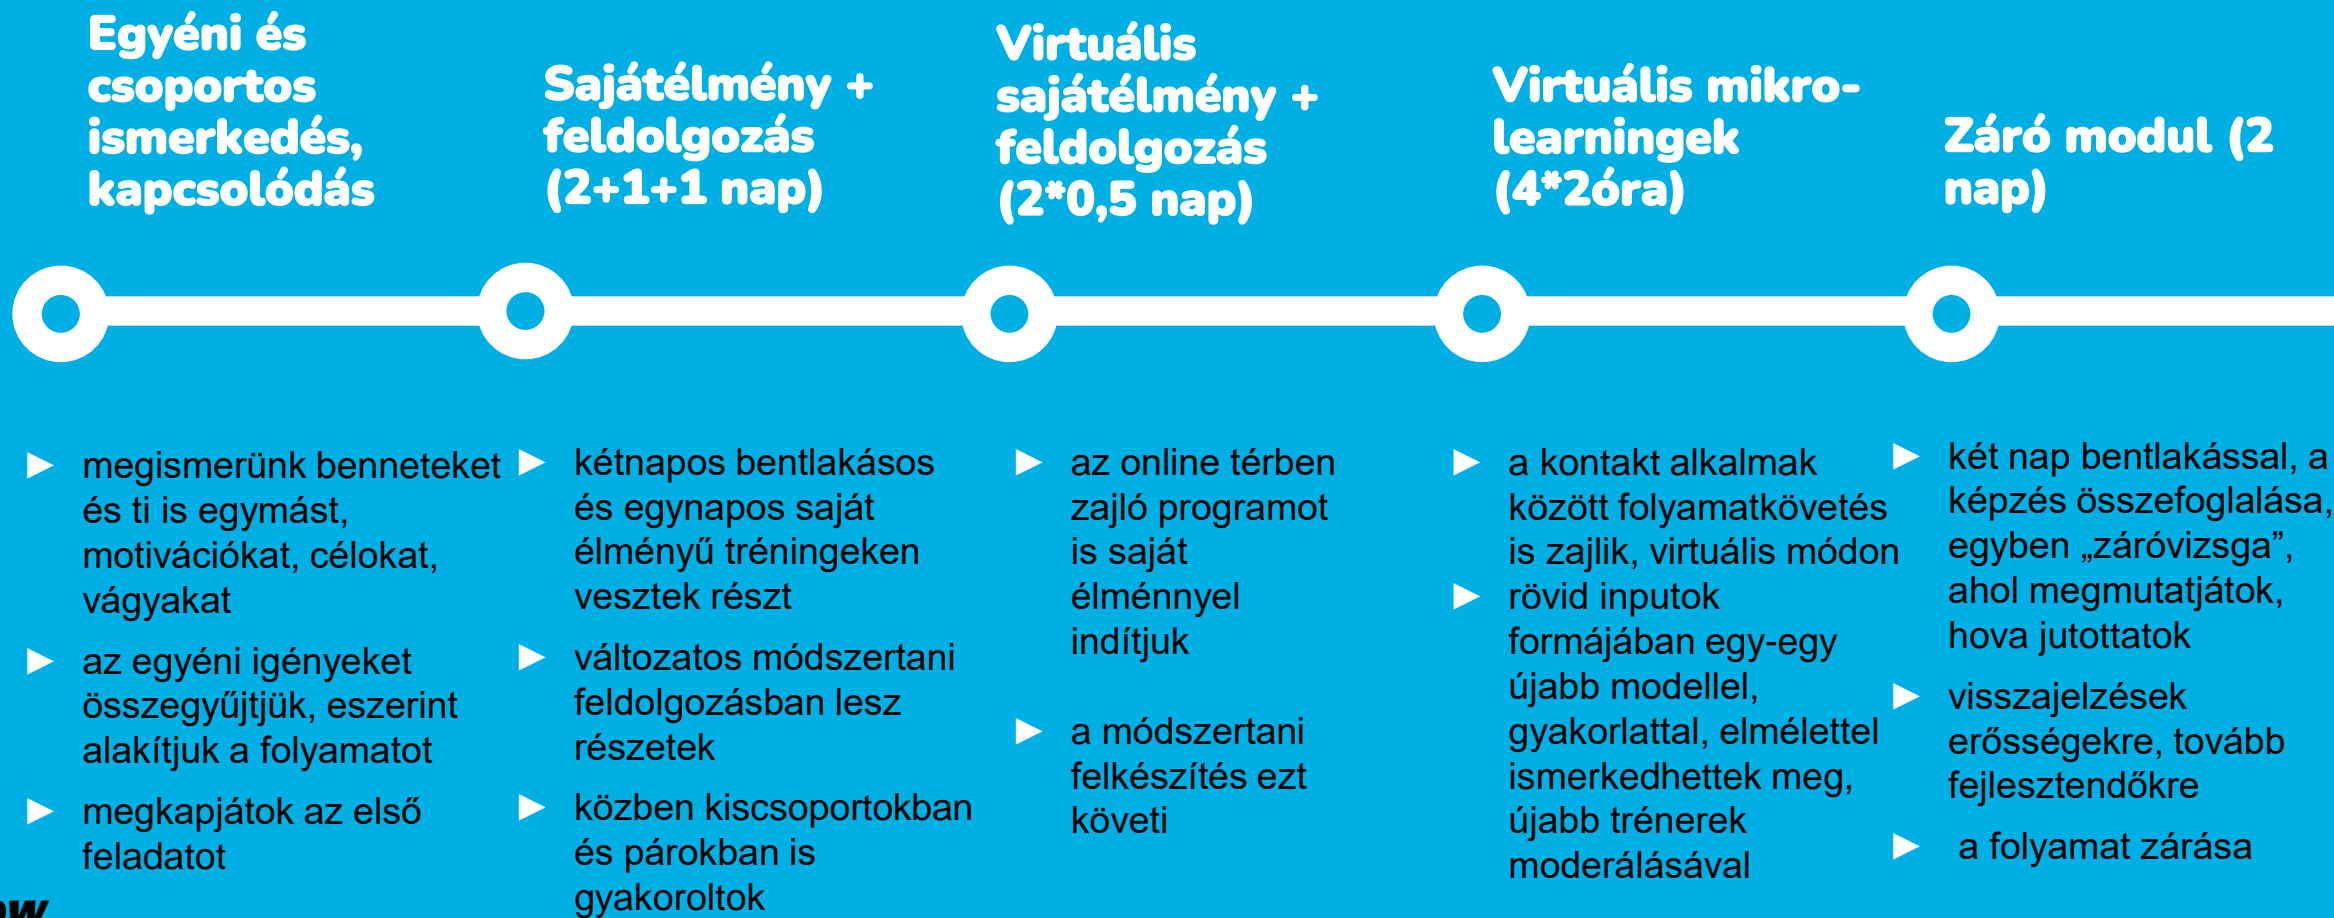 Egyéni és
csoportos
ismerkedés,
kapcsolódás
Sajátélmény +
feldolgozás
(2+1+1 nap)
Virtuális
sajátélmény +
feldolgozás
(2*0,5 nap)
Virtuális mikro-
learningek
(4*2óra)
Záró modul (2
nap)
megismerünk benneteket
és ti is egymást,
motivációkat, célokat,
vágyakat
az egyéni igényeket
összegyűjtjük, eszerint
alakítjuk a folyamatot
megkapjátok az első
feladatot
kétnapos bentlakásos
és egynapos saját
élményű tréningeken
vesztek részt
változatos módszertani
feldolgozásban lesz
részetek
közben kiscsoportokban
és párokban is
gyakoroltok
az online térben
zajló programot
is saját
élménnyel
indítjuk
a módszertani
felkészítés ezt
követi
a kontakt alkalmak
között folyamatkövetés
is zajlik, virtuális módon
rövid inputok
formájában egy-egy
újabb modellel,
gyakorlattal, elmélettel
ismerkedhettek meg,
újabb trénerek
moderálásával
két nap bentlakással, a
képzés összefoglalása,
egyben „záróvizsga”,
ahol megmutatjátok,
hova jutottatok
visszajelzések
erősségekre, tovább
fejlesztendőkre
a folyamat zárása